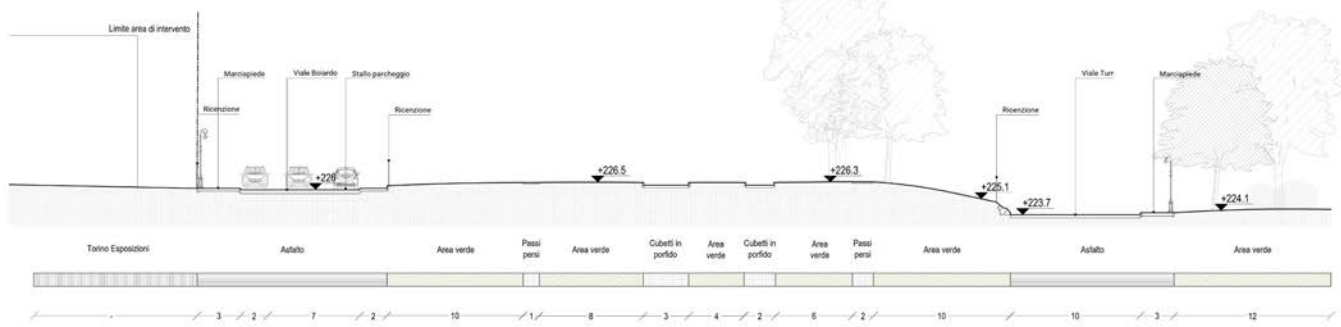 Limite area di intervento
Marciapiede
Viale Boiardo
Stallo parcheggio
Viale Turr
Marciapiede
Ricenzione
Ricenzione
Ricenzione
+226
+226.5
+226.3
+225.1
+223.7
+224.1
Torino Esposizioni
Asfalto
Area verde
Passi
persi
Area verde
Cubetti in
porfido
Area
verde
Cubetti in
porfido
Area
verde
Passi
persi
Area verde
Asfalto
Area verde
- 3 2 7 2 10 1 8 3 4 2 6 2 10 10 3 12